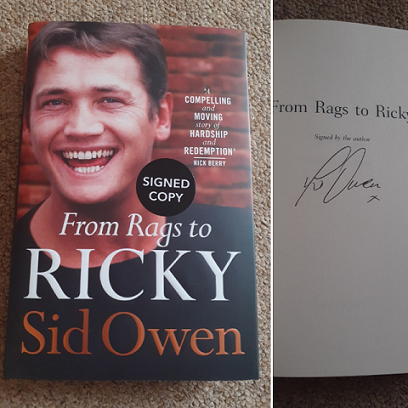 'A
COMPELLING
and
MOVING
story of
HARDSHIP
and
REDEMPTION'
NICK BERRY
SIGNED
COPY
From Rags to
RICKY
Sid Owen
From Rags to Ricky
Signed by the author